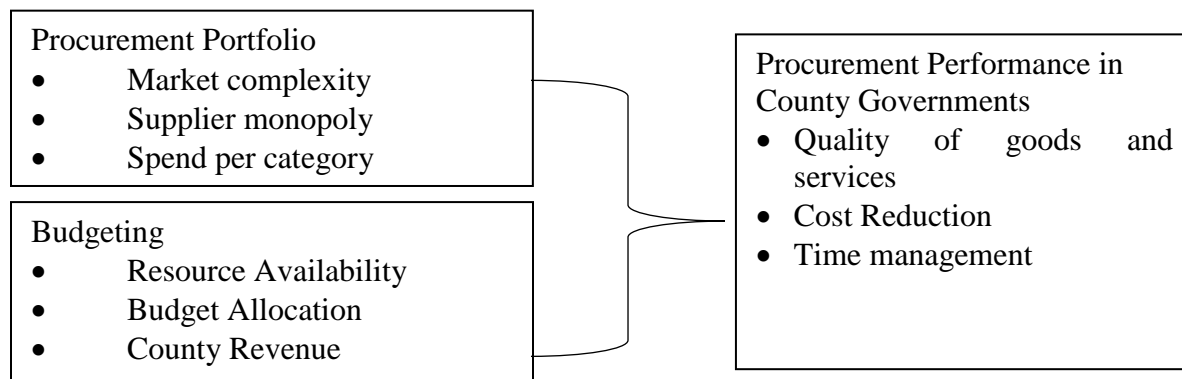 Procurement Portfolio
• Market complexity
• Supplier monopoly
• Spend per category
Budgeting
• Resource Availability
• Budget Allocation
• County Revenue
Procurement Performance in
County Governments
• Quality of goods and
services
• Cost Reduction
• Time management